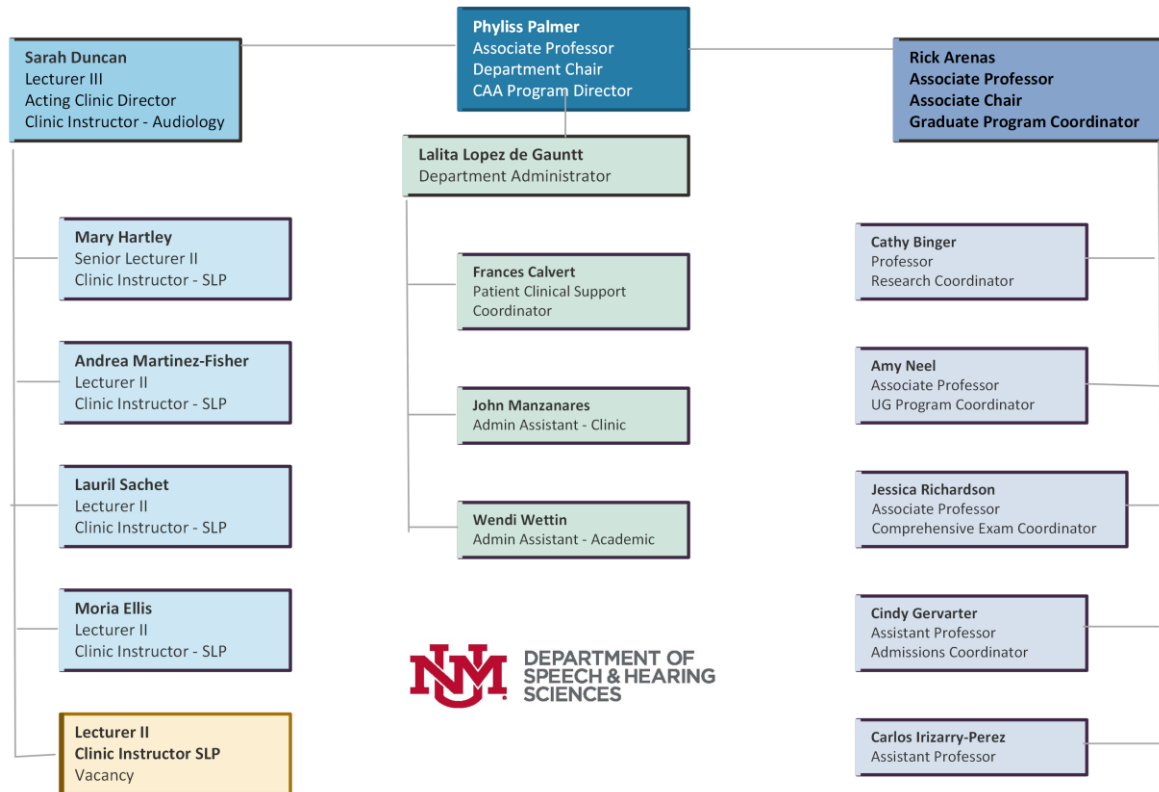 Phyliss Palmer
Associate Professor
Department Chair
CAA Program Director
Sarah Duncan
Lecturer III
Acting Clinic Director
Clinic Instructor - Audiology
Rick Arenas
Associate Professor
Associate Chair
Graduate Program Coordinator
Lalita Lopez de Gauntt
Department Administrator
Mary Hartley
Senior Lecturer II
Clinic Instructor - SLP
Andrea Martinez-Fisher
Lecturer II
Clinic Instructor - SLP
Lauril Sachet
Lecturer II
Clinic Instructor - SLP
Moria Ellis
Lecturer II
Clinic Instructor - SLP
Lecturer II
Clinic Instructor SLP
Vacancy
Frances Calvert
Patient Clinical Support
Coordinator
John Manzanares
Admin Assistant - Clinic
Wendi Wettin
Admin Assistant - Academic
Cathy Binger
Professor
Research Coordinator
Amy Neel
Associate Professor
UG Program Coordinator
Jessica Richardson
Associate Professor
Comprehensive Exam Coordinator
Cindy Gervarter
Assistant Professor
Admissions Coordinator
Carlos Irizarry-Perez
Assistant Professor
UNM
DEPARTMENT OF
SPEECH & HEARING
SCIENCES